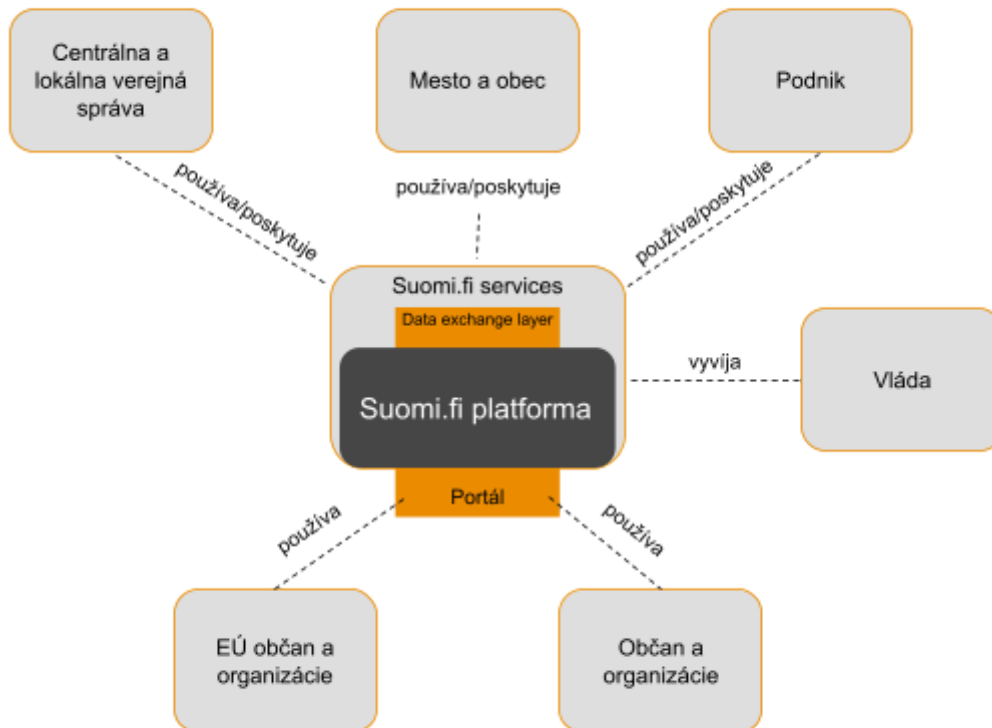 Centrálna a
lokálna verejná
správa
Mesto a obec
Podnik
používa/poskytuje
používa/poskytuje
používa/poskytuje
Suomi.fi services
Data exchange layer
Suomi.fi platforma
vyvíja
Vláda
Portál
používa
používa
EÚ občan a
organizácie
Občan a
organizácie